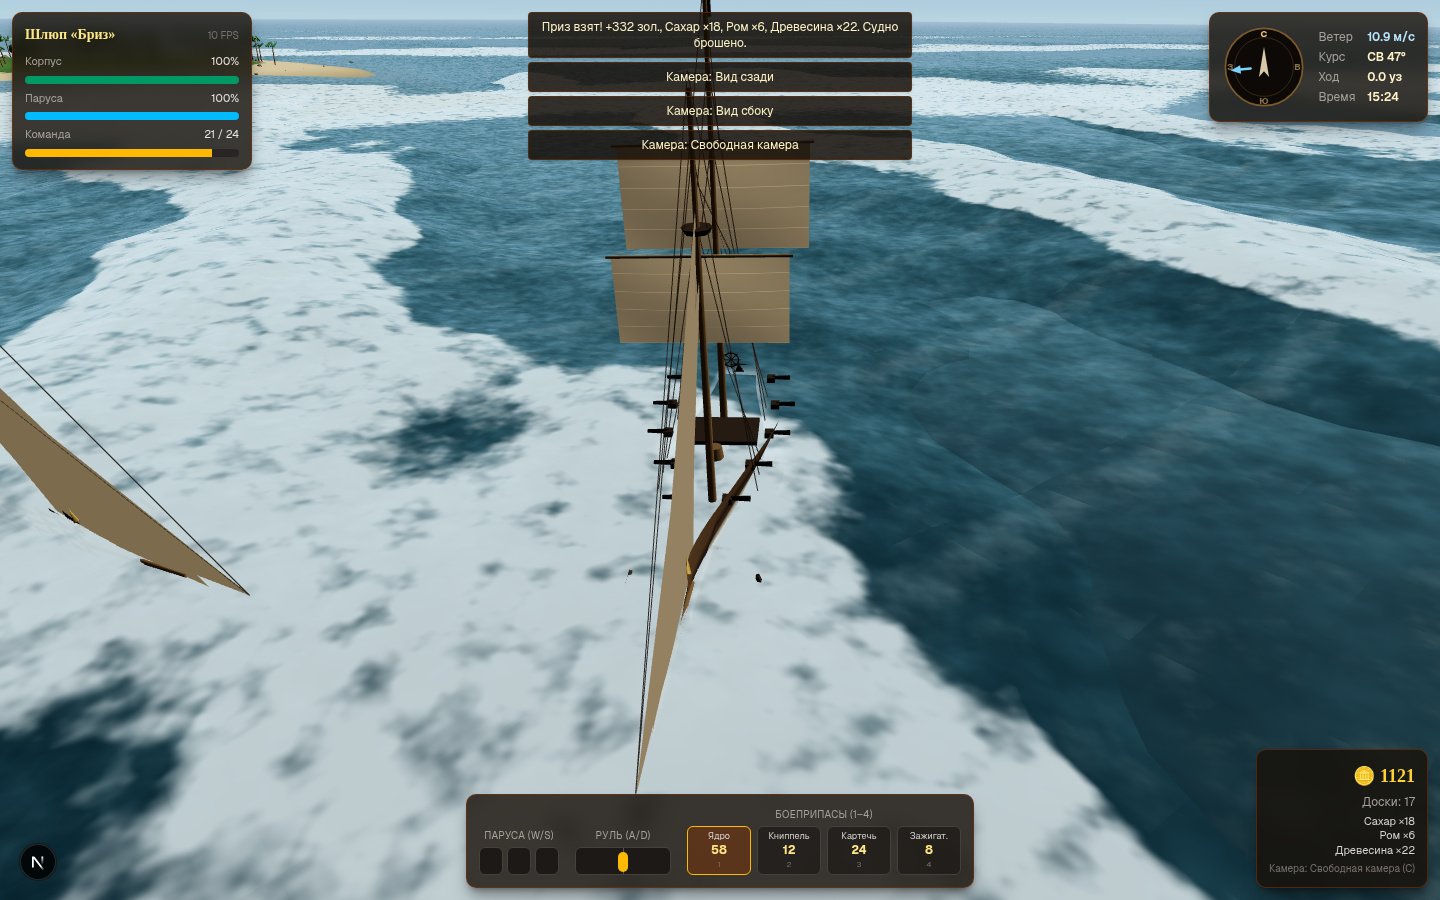 Шлюп «Бриз»
10 FPS
Корпус
100%
Паруса
100%
Команда
21 / 24
Приз взят! +332 зол., Сахар ×18, Ром ×6, Древесина ×22. Судно
брошено.
Камера: Вид сзади
Камера: Вид сбоку
Камера: Свободная камера
С
З
В
Ю
Ветер 10.9 м/с
Курс СВ 47°
Ход 0.0 уз
Время 15:24
ПАРУСА (W/S)
РУЛЬ (A/D)
БОЕПРИПАСЫ (1–4)
Ядро
58
1
Книппель
12
2
Картечь
24
3
Зажигат.
8
4
1121
Доски: 17
Сахар ×18
Ром ×6
Древесина ×22
Камера: Свободная камера (C)
N